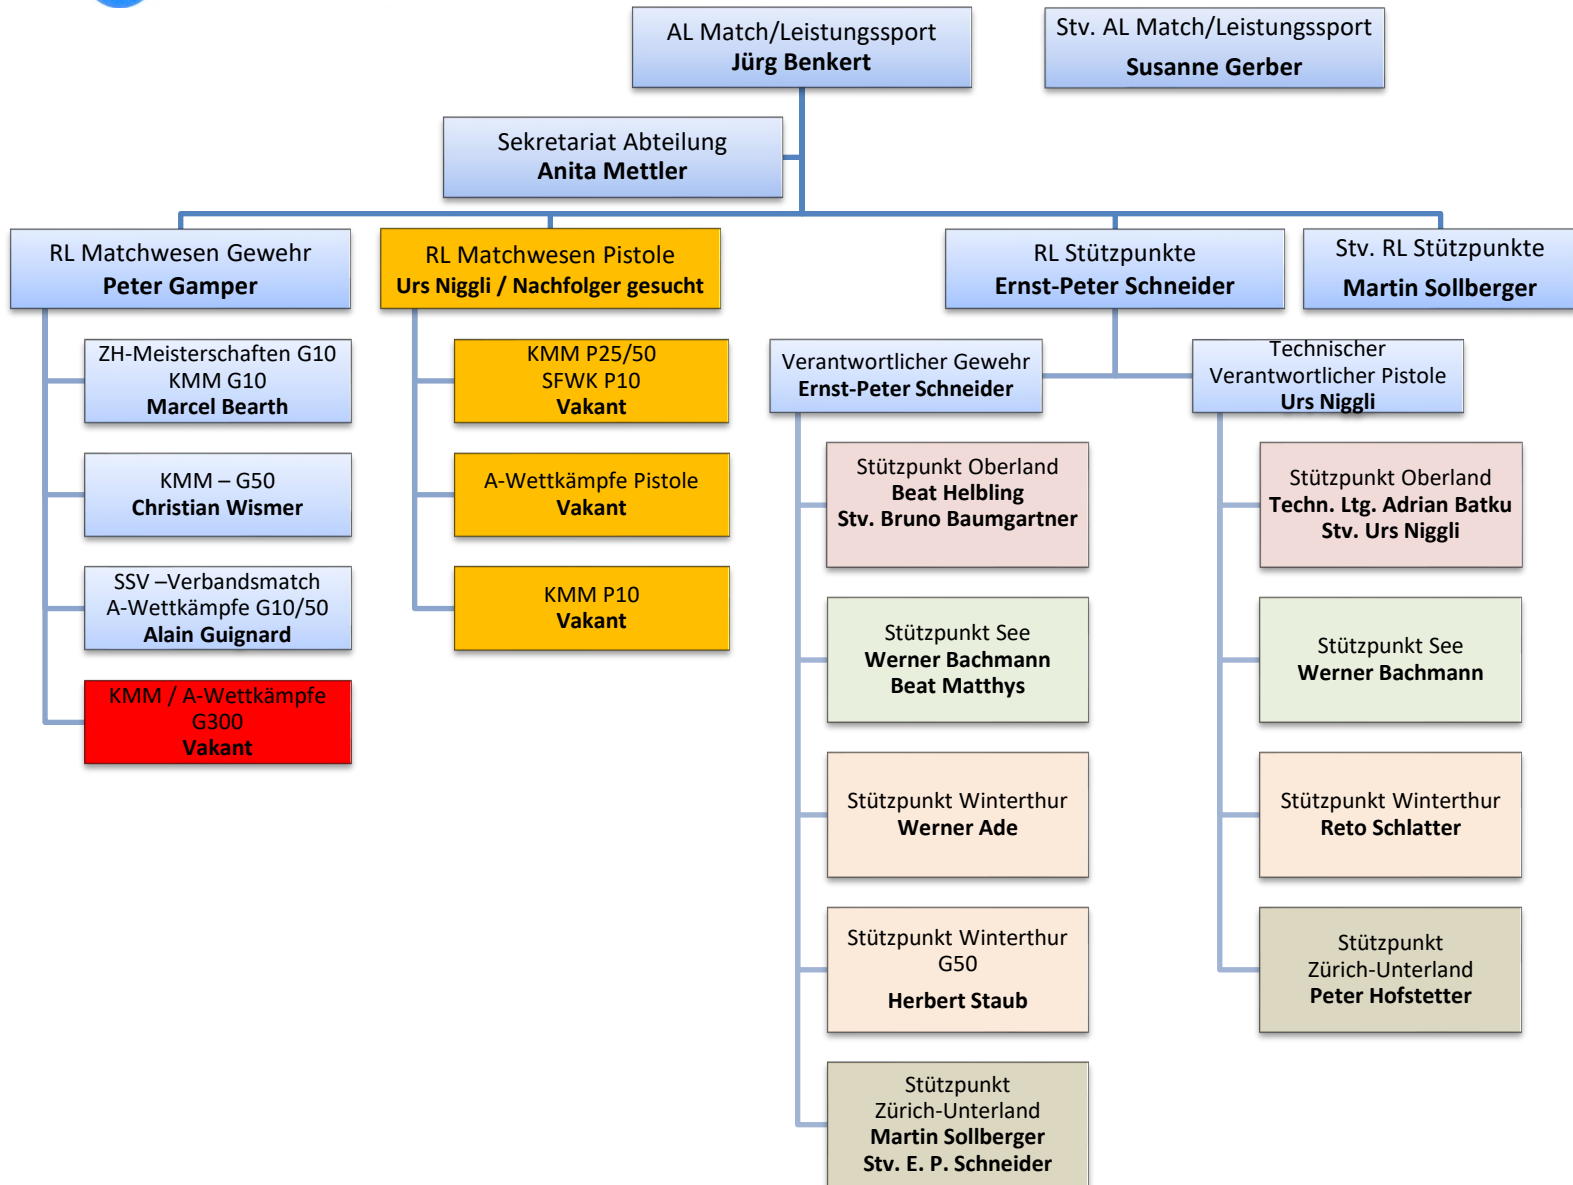 AL Match/Leistungssport
Jürg Benkert
Stv. AL Match/Leistungssport
Susanne Gerber
Sekretariat Abteilung
Anita Mettler
RL Matchwesen Gewehr
Peter Gamper
RL Matchwesen Pistole
Urs Niggli / Nachfolger gesucht
RL Stützpunkte
Ernst-Peter Schneider
Stv. RL Stützpunkte
Martin Sollberger
ZH-Meisterschaften G10
KMM G10
Marcel Bearth
KMM – G50
Christian Wismer
SSV –Verbandsmatch
A-Wettkämpfe G10/50
Alain Guignard
KMM / A-Wettkämpfe
G300
Vakant
KMM P25/50
SFWK P10
Vakant
A-Wettkämpfe Pistole
Vakant
KMM P10
Vakant
Verantwortlicher Gewehr
Ernst-Peter Schneider
Stützpunkt Oberland
Beat Helbling
Stv. Bruno Baumgartner
Stützpunkt See
Werner Bachmann
Beat Matthys
Stützpunkt Winterthur
Werner Ade
Stützpunkt Winterthur
G50
Herbert Staub
Stützpunkt
Zürich-Unterland
Martin Sollberger
Stv. E. P. Schneider
Technischer
Verantwortlicher Pistole
Urs Niggli
Stützpunkt Oberland
Techn. Ltg. Adrian Batku
Stv. Urs Niggli
Stützpunkt See
Werner Bachmann
Stützpunkt Winterthur
Reto Schlatter
Stützpunkt
Zürich-Unterland
Peter Hofstetter